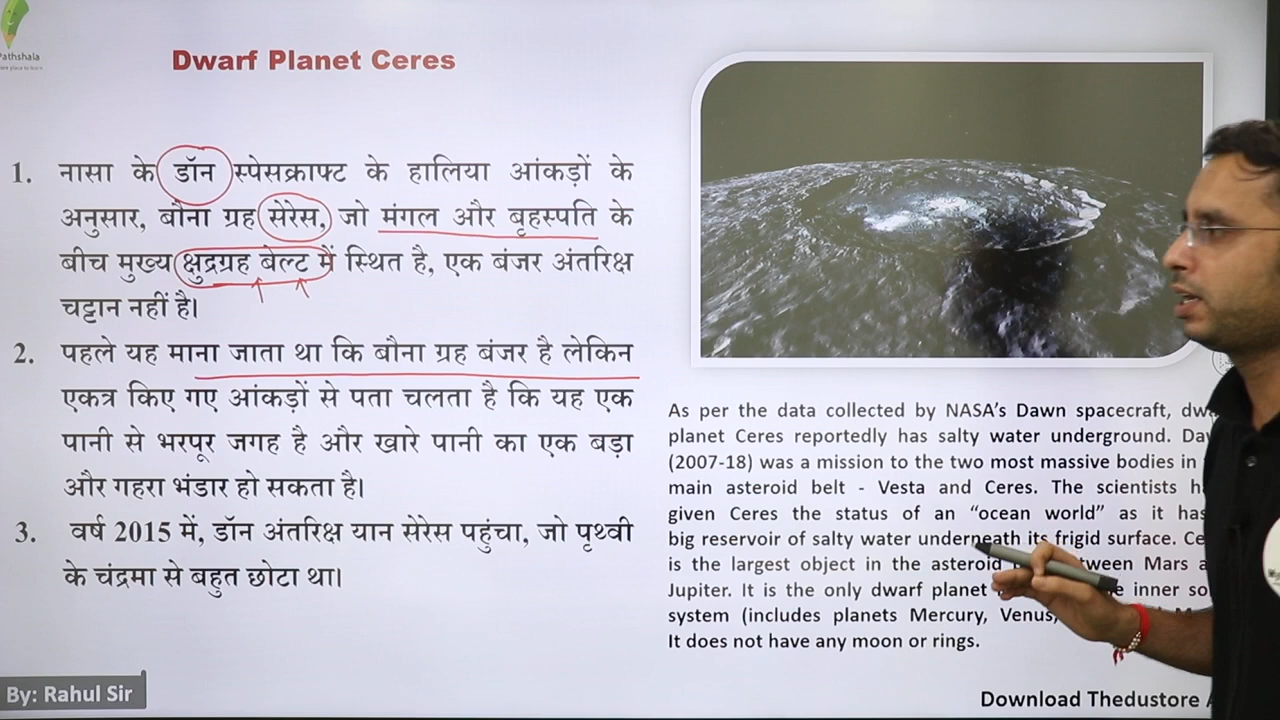 Pathshala
Dwarf Planet Ceres
1. नासा के डॉन स्पेसक्राफ्ट के हालिया आंकड़ों के
अनुसार, बौना ग्रह सेरेस, जो मंगल और बृहस्पति के
बीच मुख्य क्षुद्रग्रह बेल्ट में स्थित है, एक बंजर अंतरिक्ष
चट्टान नहीं है।
2. पहले यह माना जाता था कि बौना ग्रह बंजर है लेकिन
एकत्र किए गए आंकड़ों से पता चलता है कि यह एक
पानी से भरपूर जगह है और खारे पानी का एक बड़ा
और गहरा भंडार हो सकता है।
3. वर्ष 2015 में, डॉन अंतरिक्ष यान सेरेस पहुंचा, जो पृथ्वी
के चंद्रमा से बहुत छोटा था।
As per the data collected by NASA's Dawn spacecraft,
planet Ceres reportedly has salty water underground.
(2007-18) was a mission to the two most massive bodies in
main asteroid belt - Vesta and Ceres. The scientists
given Ceres the status of an “ocean world” as it has
big reservoir of salty water underneath its frigid surface.
is the largest object in the asteroid between Mars
Jupiter. It is the only dwarf planet inner
system (includes planets Mercury, Venus,
It does not have any moon or rings.
By: Rahul Sir
Download Thedustore